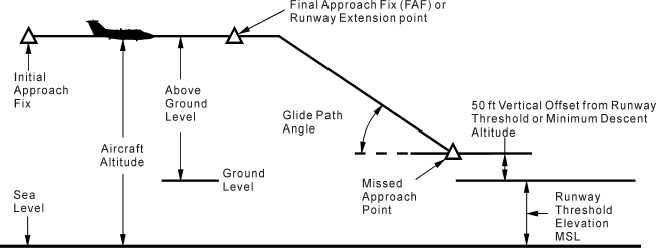 Final Approach Fix (FAF) or
Runway Extension point
Initial
Approach
Fix
Above
Ground
Level
Glide Path
Angle
50 ft Vertical Offset from Runway
Threshold or Minimum Descent
Altitude
Aircraft
Altitude
Ground
Level
Missed
Approach
Point
Sea
Level
Runway
Threshold
Elevation
MSL